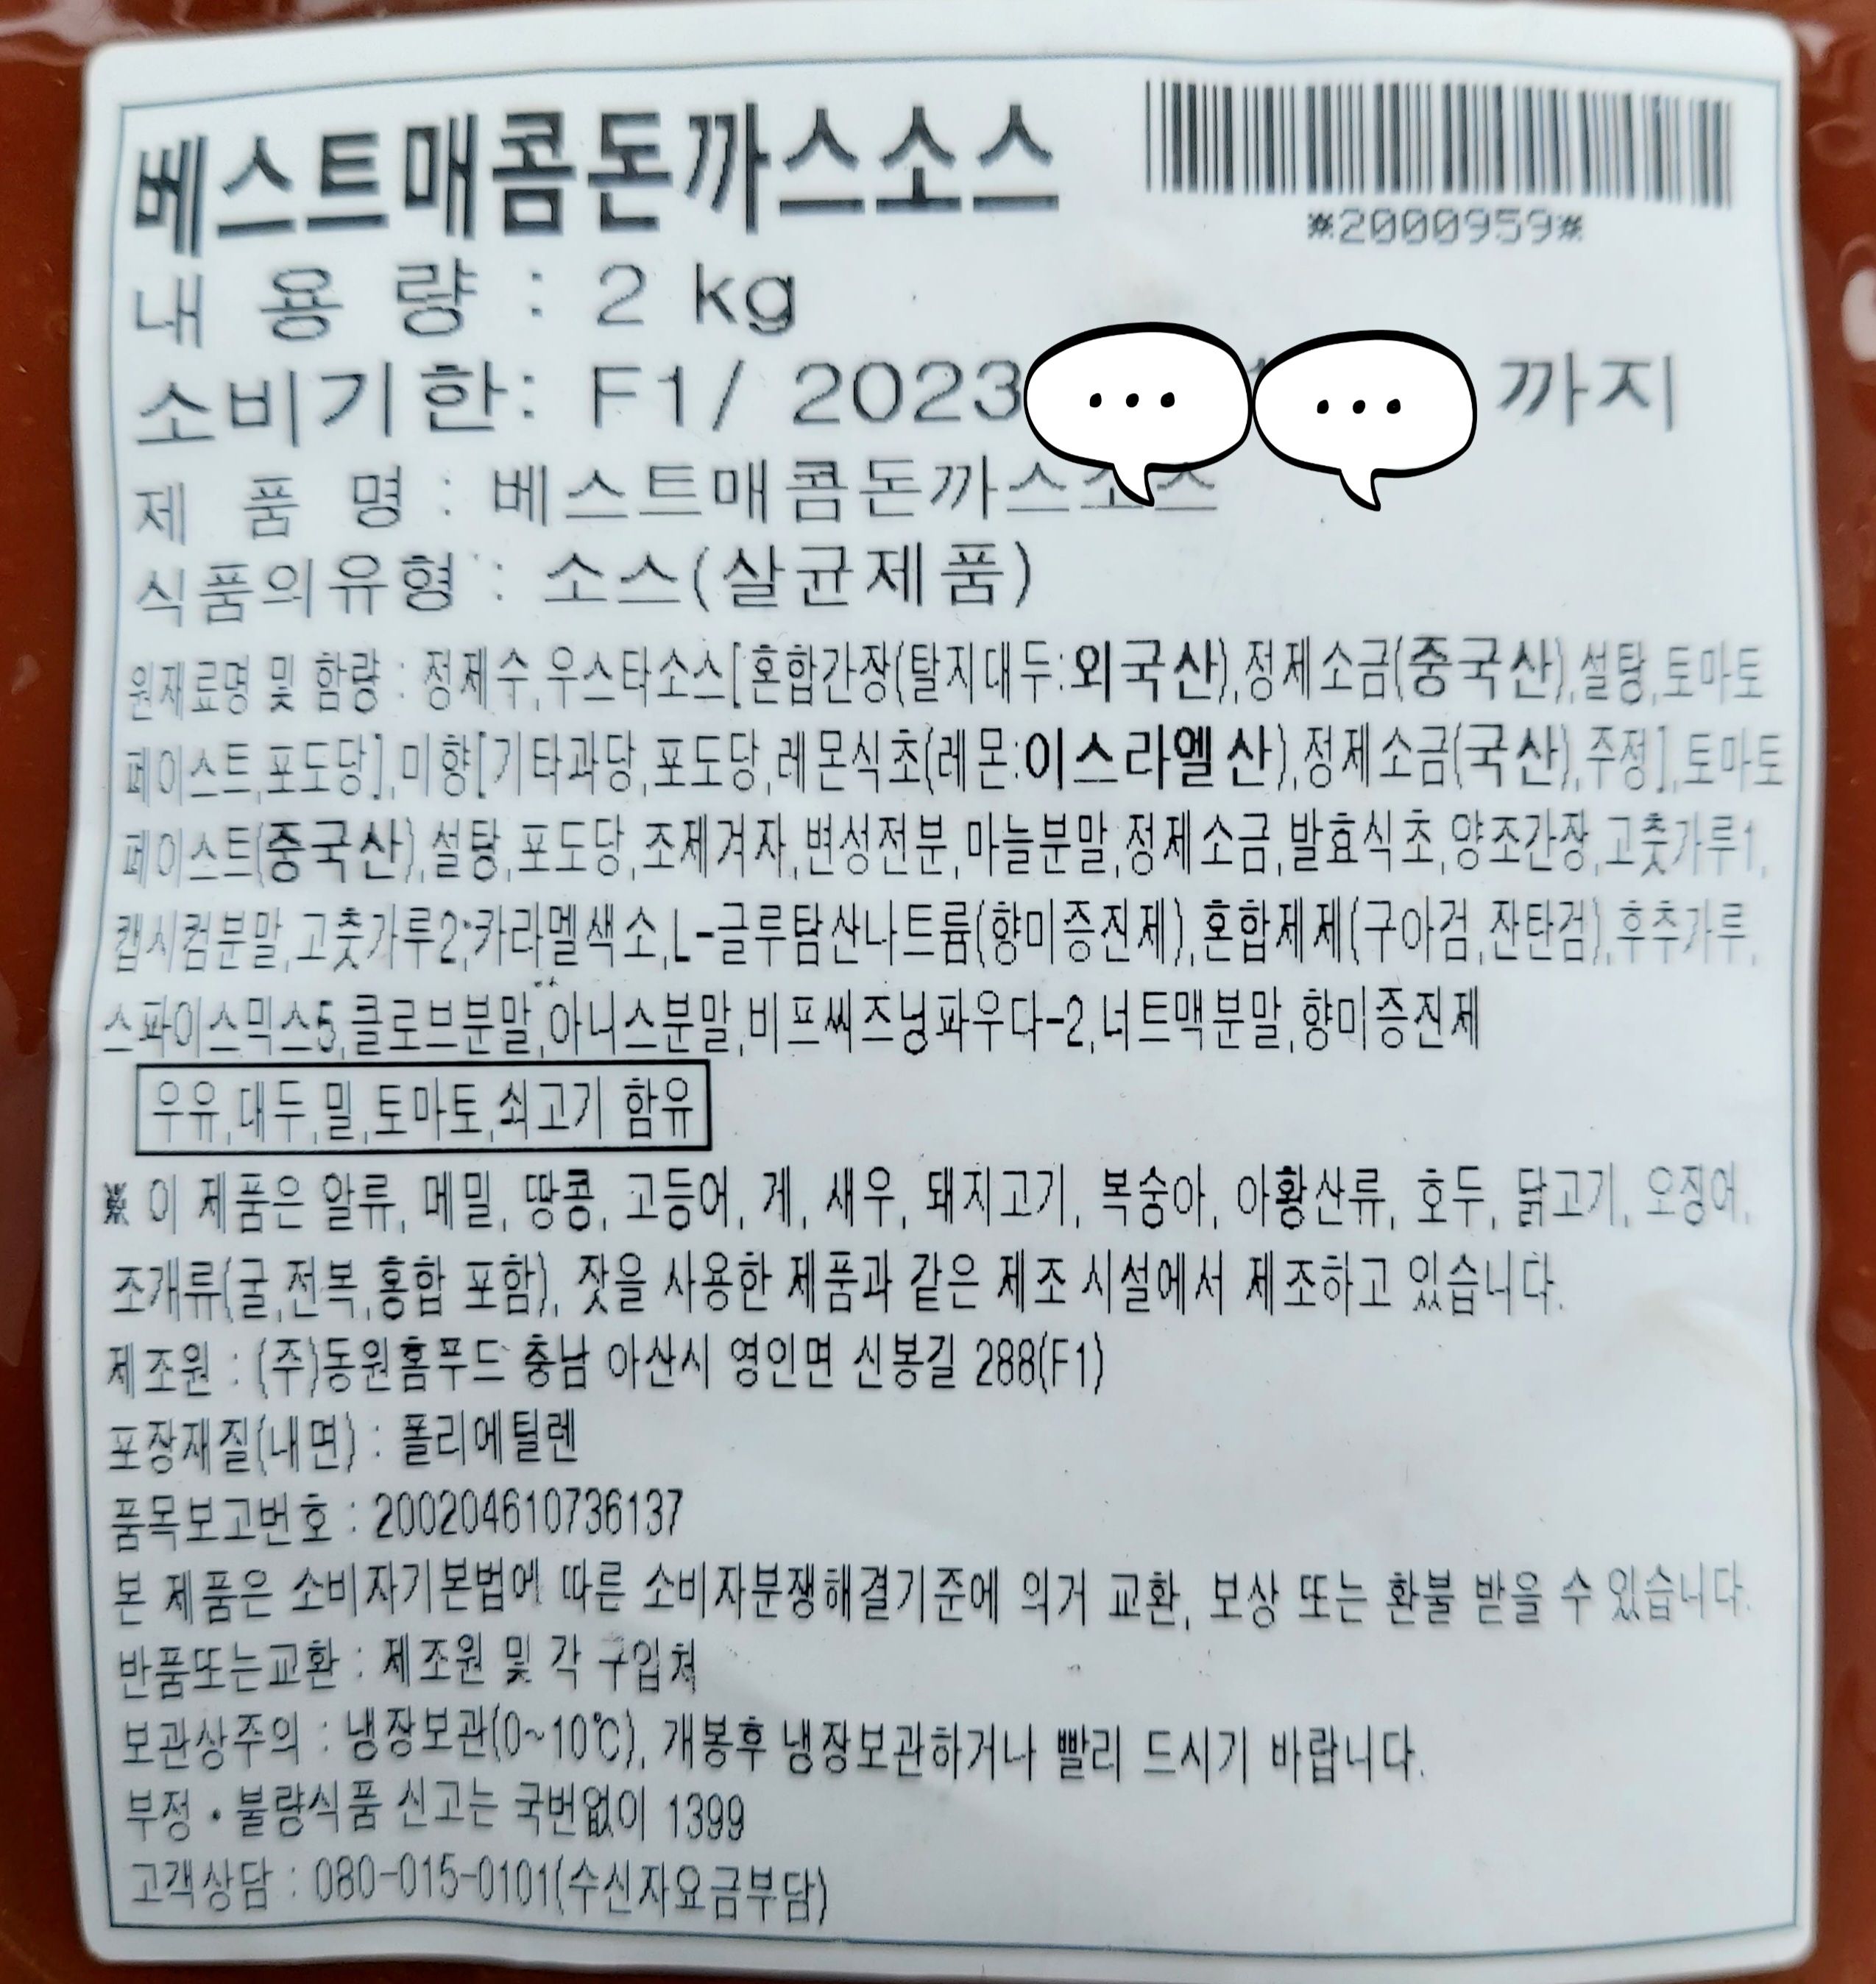 베스트매콤돈까스소스
*2000959*
내 용 량 : 2 kg
소비기한: F1/ 2023 까지
... ...
제 품 명 : 베스트매콤돈까스소스
식품의유형 : 소스(살균제품)
원재료명 및 함량 : 정제수,우스타소스[혼합간장(탈지대두:외국산),정제소금(중국산),설탕,토마토
페이스트,포도당],미향[기타과당,포도당,레몬식초(레몬:이스라엘산),정제소금(국산),주정],토마토
페이스트(중국산),설탕,포도당,조제겨자,변성전분,마늘분말,정제소금,발효식초,양조간장,고춧가루1,
캡시컴분말,고춧가루2,카라멜색소,L-글루탐산나트륨(향미증진제),혼합제제(구아검,잔탄검),후추가루,
스파이스믹스5,클로브분말,아니스분말,비프씨즈닝파우다-2,너트맥분말,향미증진제
우유,대두,밀,토마토,쇠고기 함유
※ 이 제품은 알류, 메밀, 땅콩, 고등어, 게, 새우, 돼지고기, 복숭아, 아황산류, 호두, 닭고기, 오징어,
조개류(굴,전복,홍합 포함), 잣을 사용한 제품과 같은 제조 시설에서 제조하고 있습니다.
제조원 : (주)동원홈푸드 충남 아산시 영인면 신봉길 288(F1)
포장재질(내면) : 폴리에틸렌
품목보고번호 : 200204610736137
본 제품은 소비자기본법에 따른 소비자분쟁해결기준에 의거 교환, 보상 또는 환불 받을 수 있습니다.
반품또는교환 : 제조원 및 각 구입처
보관상주의 : 냉장보관(0~10℃), 개봉후 냉장보관하거나 빨리 드시기 바랍니다.
부정·불량식품 신고는 국번없이 1399
고객상담 : 080-015-0101(수신자요금부담)